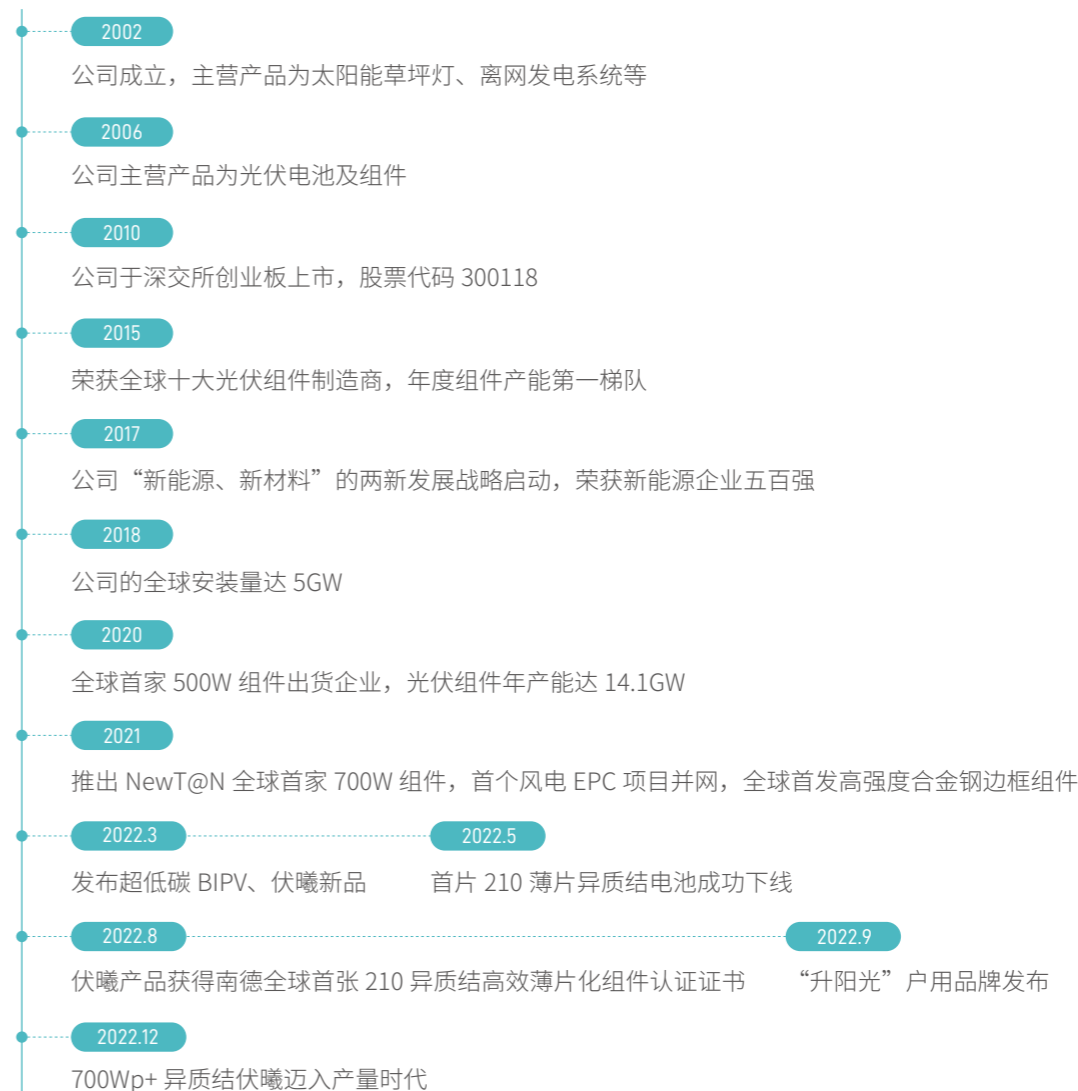 2002
公司成立，主营产品为太阳能草坪灯、离网发电系统等
2006
公司主营产品为光伏电池及组件
2010
公司于深交所创业板上市，股票代码 300118
2015
荣获全球十大光伏组件制造商，年度组件产能第一梯队
2017
公司“新能源、新材料”的两新发展战略启动，荣获新能源企业五百强
2018
公司的全球安装量达 5GW
2020
全球首家 500W 组件出货企业，光伏组件年产能达 14.1GW
2021
推出 NewT@N 全球首家 700W 组件，首个风电 EPC 项目并网，全球首发高强度合金钢边框组件
2022.3
发布超低碳 BIPV、伏曦新品
2022.5
首片 210 薄片异质结电池成功下线
2022.8
伏曦产品获得南德全球首张 210 异质结高效薄片化组件认证证书
2022.9
“升阳光”户用品牌发布
2022.12
700Wp+ 异质结伏曦迈入产量时代